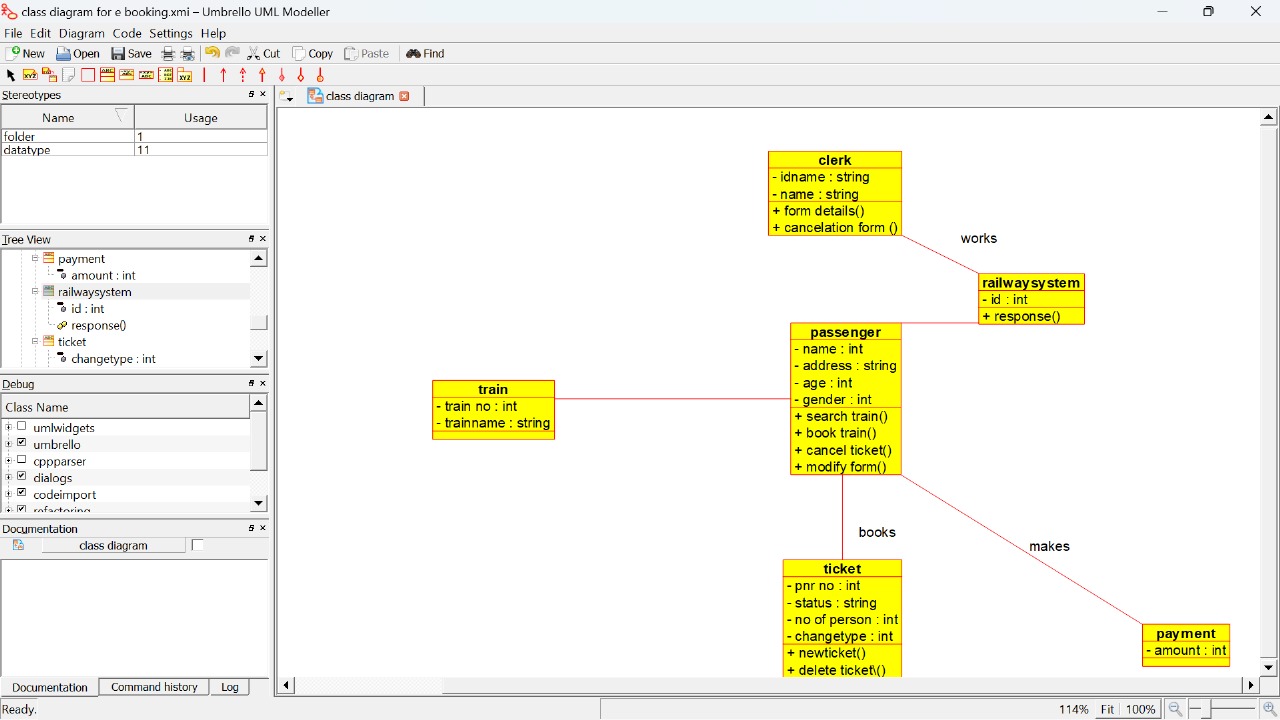 class diagram for e booking.xmi – Umbrello UML Modeller
File Edit Diagram Code Settings Help
New Open Save Cut Copy Paste Find
XYZ XYZ
Stereotypes
class diagram
Name Usage
folder 1
datatype 11
Tree View
payment
amount : int
railwaysystem
id : int
response()
ticket
changetype : int
Debug
Class Name
umlwidgets
umbrello
cppparser
dialogs
codeimport
refactoring
Documentation
class diagram
Documentation Command history Log
clerk
- idname : string
- name : string
+ form details()
+ cancelation form ()
works
railwaysystem
- id : int
+ response()
passenger
- name : int
- address : string
- age : int
- gender : int
+ search train()
+ book train()
+ cancel ticket()
+ modify form()
train
- train no : int
- trainname : string
books
makes
ticket
- pnr no : int
- status : string
- no of person : int
- changetype : int
+ newticket()
+ delete ticket\()
payment
- amount : int
Ready.
114% Fit 100%